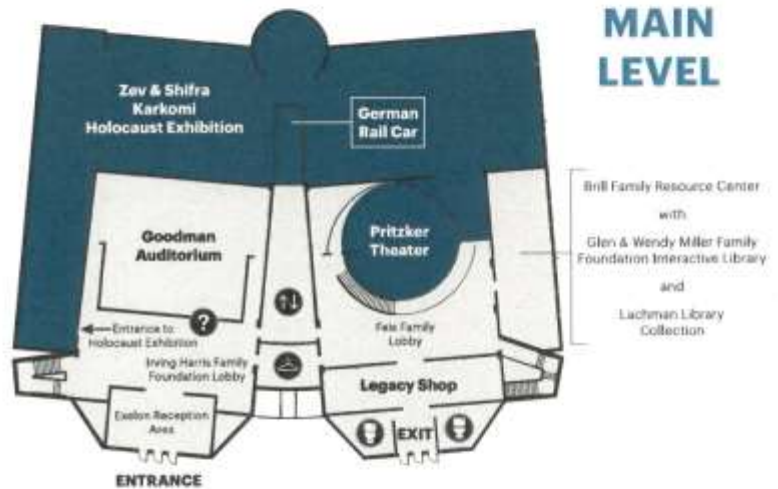 MAIN
LEVEL
Zev & Shifra
Karkomi
Holocaust Exhibition
German
Rail Car
Brill Family Resource Center
with
Glen & Wendy Miller Family
Foundation Interactive Library
and
Lachman Library
Collection
Goodman
Auditorium
Pritzker
Theater
?
Entrance to
Holocaust Exhibition
Feis Family
Lobby
Irving Harris Family
Foundation Lobby
Legacy Shop
Exelon Reception
Area
EXIT
ENTRANCE